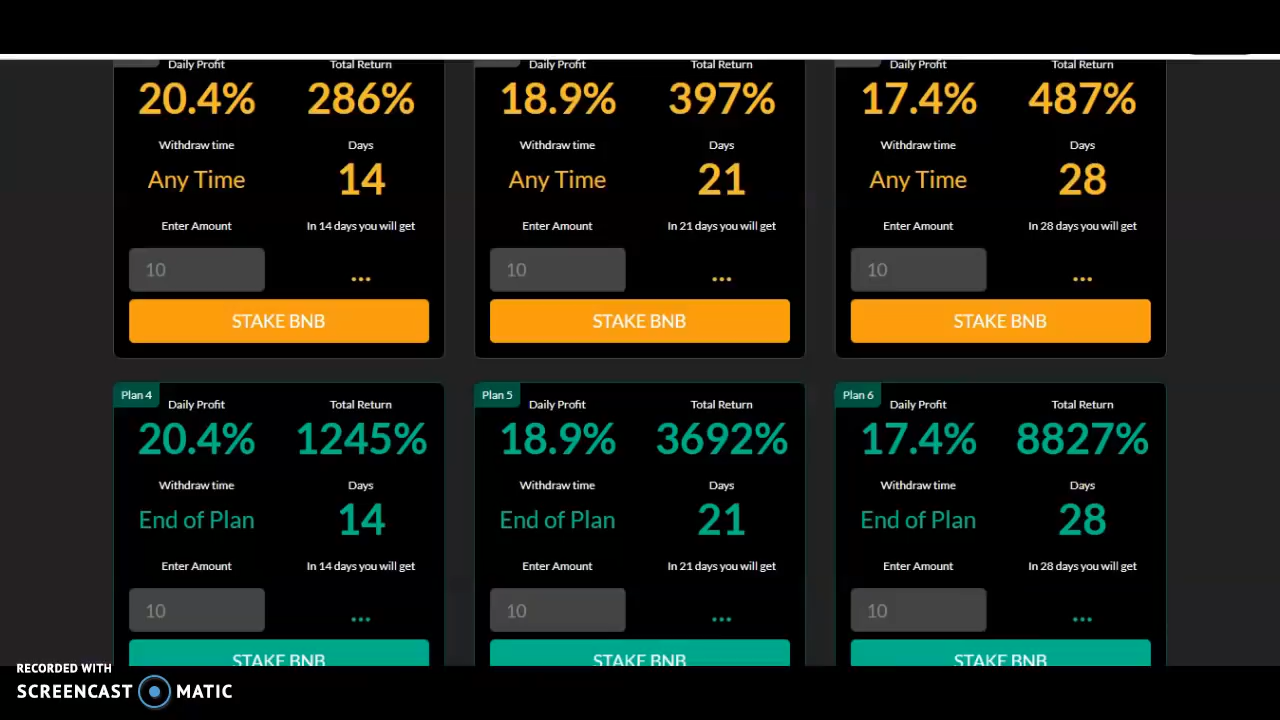 Daily Profit Total Return Daily Profit Total Return Daily Profit Total Return
20.4% 286% 18.9% 397% 17.4% 487%
Withdraw time Days Withdraw time Days Withdraw time Days
Any Time 14 Any Time 21 Any Time 28
Enter Amount In 14 days you will get Enter Amount In 21 days you will get Enter Amount In 28 days you will get
10 ... 10 ... 10 ...
STAKE BNB STAKE BNB STAKE BNB
Plan 4 Daily Profit Total Return Plan 5 Daily Profit Total Return Plan 6 Daily Profit Total Return
20.4% 1245% 18.9% 3692% 17.4% 8827%
Withdraw time Days Withdraw time Days Withdraw time Days
End of Plan 14 End of Plan 21 End of Plan 28
Enter Amount In 14 days you will get Enter Amount In 21 days you will get Enter Amount In 28 days you will get
10 ... 10 ... 10 ...
STAKE BNB STAKE BNB STAKE BNB
RECORDED WITH
SCREENCAST MATIC